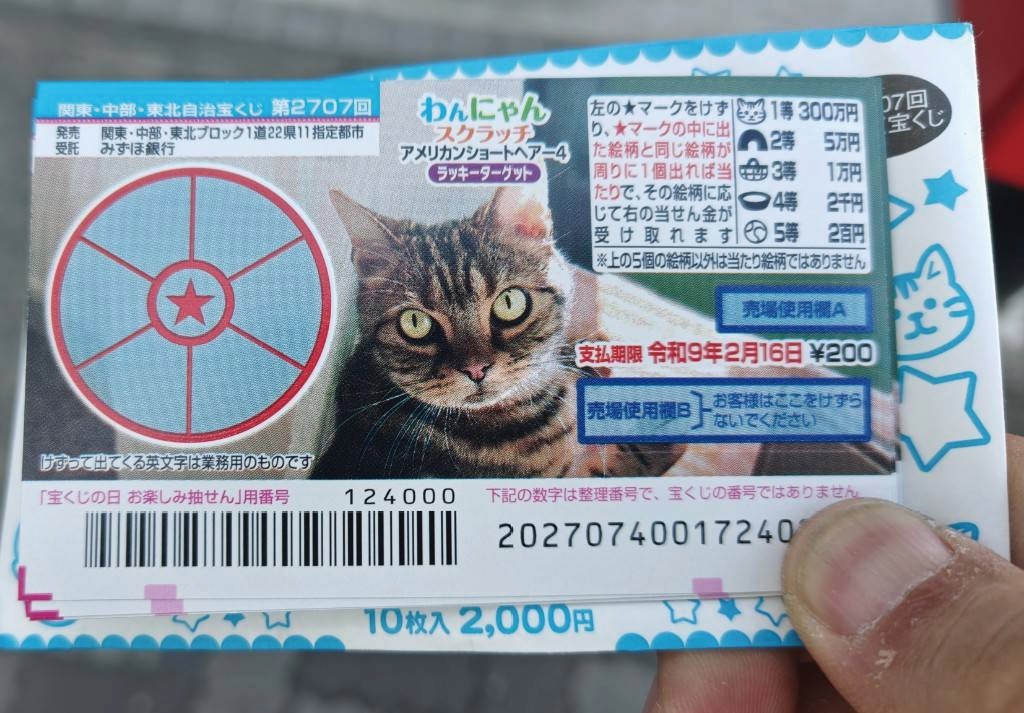 関東・中部・東北自治宝くじ 第2707回
発売 関東・中部・東北ブロック1道22県11指定都市
受託 みずほ銀行
わんにゃん
スクラッチ
アメリカンショートヘアー4
ラッキーターゲット
左の★マークをけず
り、★マークの中に出
た絵柄と同じ絵柄が
周りに1個出れば当
たりで、その絵柄に応
じて右の当せん金が
受け取れます
1等 300万円
2等 5万円
3等 1万円
4等 2千円
5等 2百円
※上の5個の絵柄以外は当たり絵柄ではありません
売場使用欄A
支払期限 令和9年2月16日 ¥200
売場使用欄B
お客様はここをけずら
ないでください
けずって出てくる英文字は業務用のものです
「宝くじの日 お楽しみ抽せん」用番号 124000
下記の数字は整理番号で、宝くじの番号ではありません。
20270740017240
07回
宝くじ
10枚入 2,000円